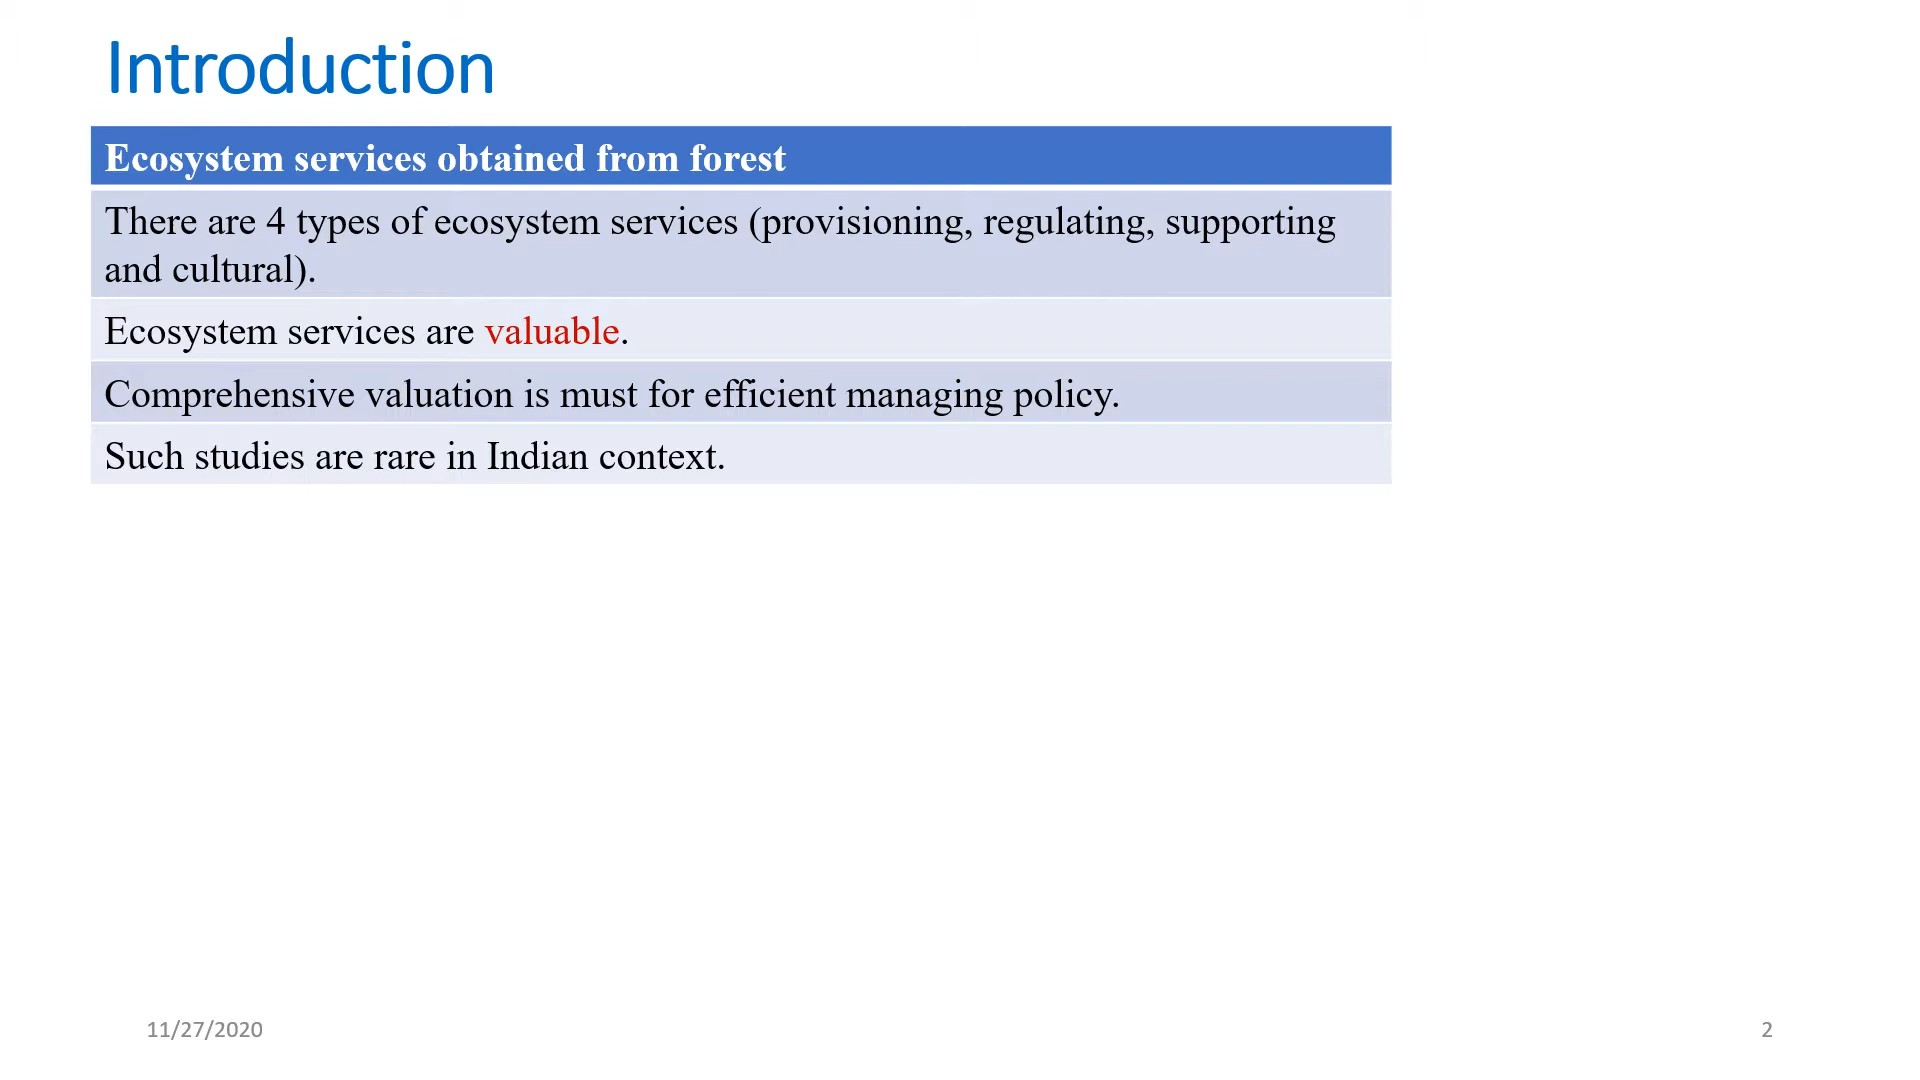 Introduction
Ecosystem services obtained from forest
There are 4 types of ecosystem services (provisioning, regulating, supporting
and cultural).
Ecosystem services are valuable.
Comprehensive valuation is must for efficient managing policy.
Such studies are rare in Indian context.
11/27/2020
2